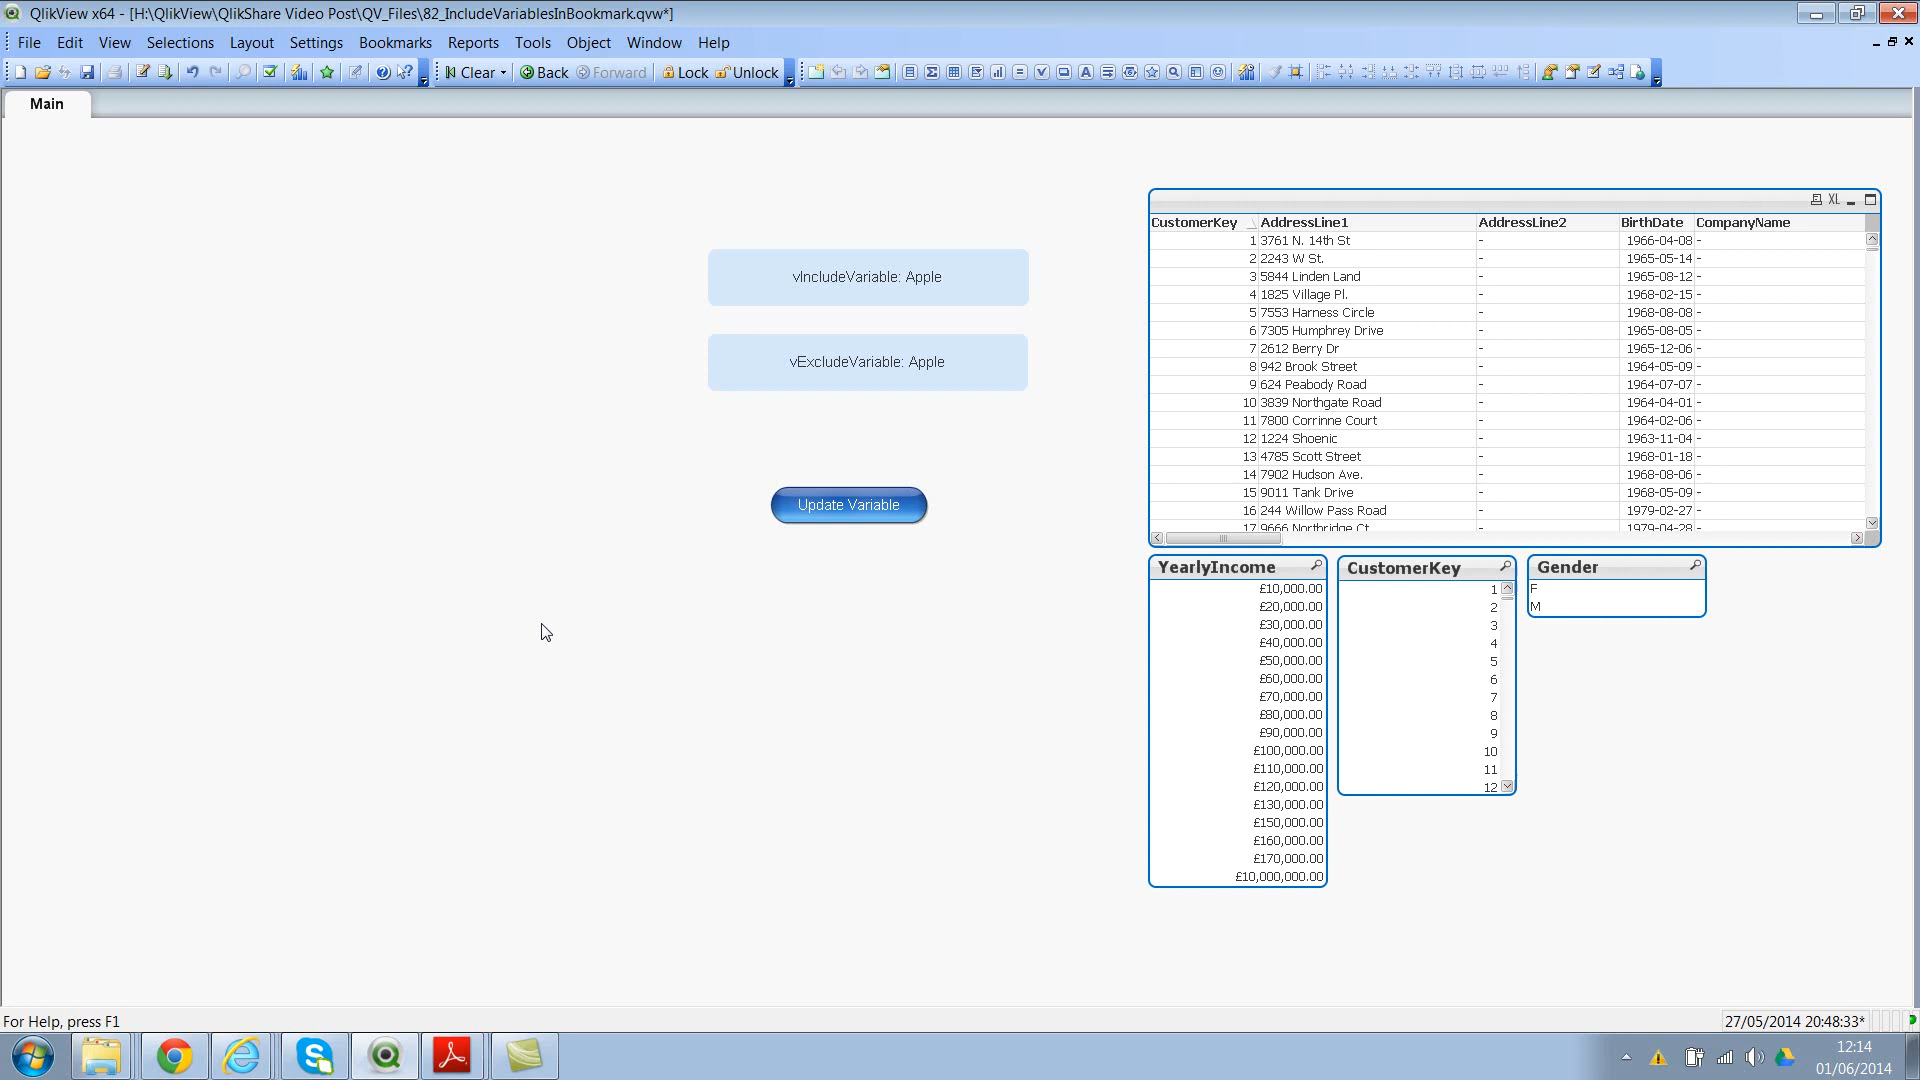 QlikView x64 - [H:\QlikView\QlikShare Video Post\QV_Files\82_IncludeVariablesInBookmark.qvw*]
File Edit View Selections Layout Settings Bookmarks Reports Tools Object Window Help
Clear Back Forward Lock Unlock
Main
vIncludeVariable: Apple
vExcludeVariable: Apple
Update Variable
XL
CustomerKey AddressLine1 AddressLine2 BirthDate CompanyName
1 3761 N. 14th St - 1966-04-08 -
2 2243 W St. - 1965-05-14 -
3 5844 Linden Land - 1965-08-12 -
4 1825 Village Pl. - 1968-02-15 -
5 7553 Harness Circle - 1968-08-08 -
6 7305 Humphrey Drive - 1965-08-05 -
7 2612 Berry Dr - 1965-12-06 -
8 942 Brook Street - 1964-05-09 -
9 624 Peabody Road - 1964-07-07 -
10 3839 Northgate Road - 1964-04-01 -
11 7800 Corrinne Court - 1964-02-06 -
12 1224 Shoenic - 1963-11-04 -
13 4785 Scott Street - 1968-01-18 -
14 7902 Hudson Ave. - 1968-08-06 -
15 9011 Tank Drive - 1968-05-09 -
16 244 Willow Pass Road - 1979-02-27 -
17 9666 Northridge Ct - 1979-04-28 -
YearlyIncome
£10,000.00
£20,000.00
£30,000.00
£40,000.00
£50,000.00
£60,000.00
£70,000.00
£80,000.00
£90,000.00
£100,000.00
£110,000.00
£120,000.00
£130,000.00
£150,000.00
£160,000.00
£170,000.00
£10,000,000.00
CustomerKey
1
2
3
4
5
6
7
8
9
10
11
12
Gender
F
M
For Help, press F1
27/05/2014 20:48:33*
12:14
01/06/2014